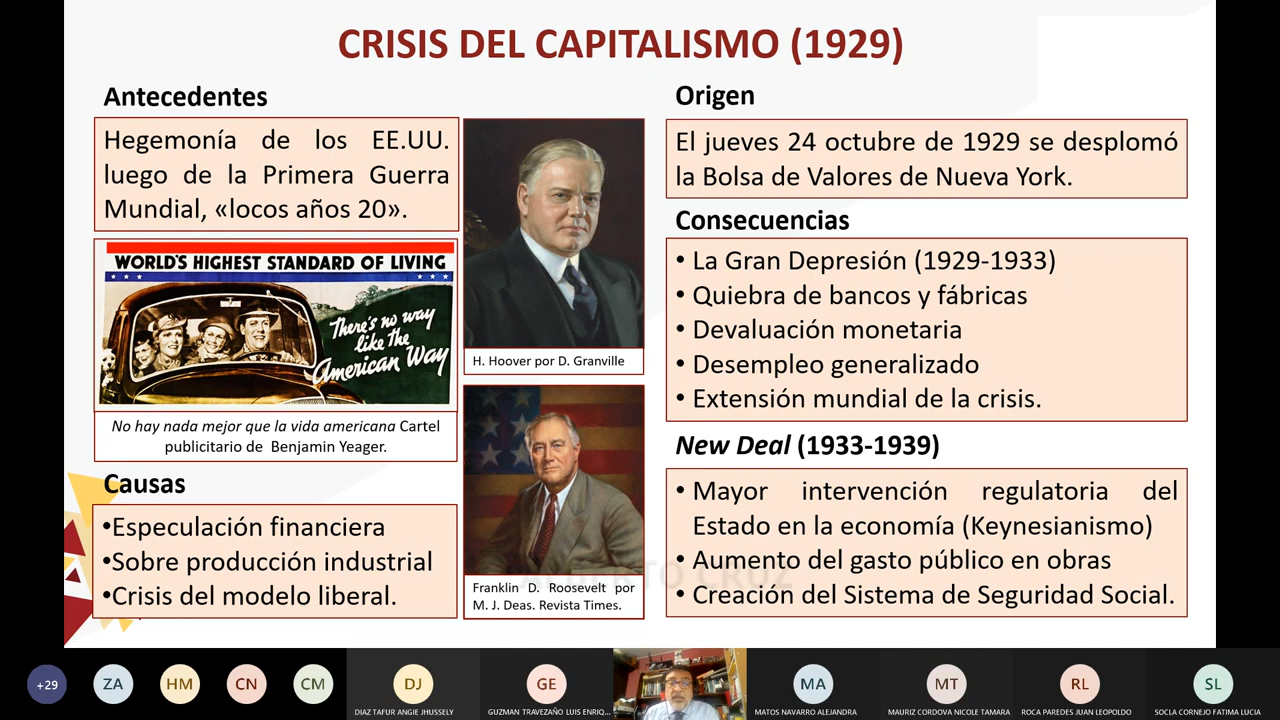 CRISIS DEL CAPITALISMO (1929)
Antecedentes
Hegemonía de los EE.UU.
luego de la Primera Guerra
Mundial, «locos años 20».
WORLD'S HIGHEST STANDARD OF LIVING
There's no way
like the
American Way
No hay nada mejor que la vida americana Cartel
publicitario de Benjamin Yeager.
Causas
•Especulación financiera
•Sobre producción industrial
•Crisis del modelo liberal.
H. Hoover por D. Granville
Franklin D. Roosevelt por
M. J. Deas. Revista Times.
Origen
El jueves 24 octubre de 1929 se desplomó
la Bolsa de Valores de Nueva York.
Consecuencias
• La Gran Depresión (1929-1933)
• Quiebra de bancos y fábricas
• Devaluación monetaria
• Desempleo generalizado
• Extensión mundial de la crisis.
New Deal (1933-1939)
• Mayor intervención regulatoria del
Estado en la economía (Keynesianismo)
• Aumento del gasto público en obras
• Creación del Sistema de Seguridad Social.
ALBERTO CRUZ
+29
ZA
HM
CN
CM
DJ
GE
MA
MT
RL
SL
DIAZ TAFUR ANGIE JHUSSELY
GUZMAN TRAVEZAÑO LUIS ENRIQ...
MATOS NAVARRO ALEJANDRA
MAURIZ CORDOVA NICOLE TAMARA
ROCA PAREDES JUAN LEOPOLDO
SOCLA CORNEJO FATIMA LUCIA